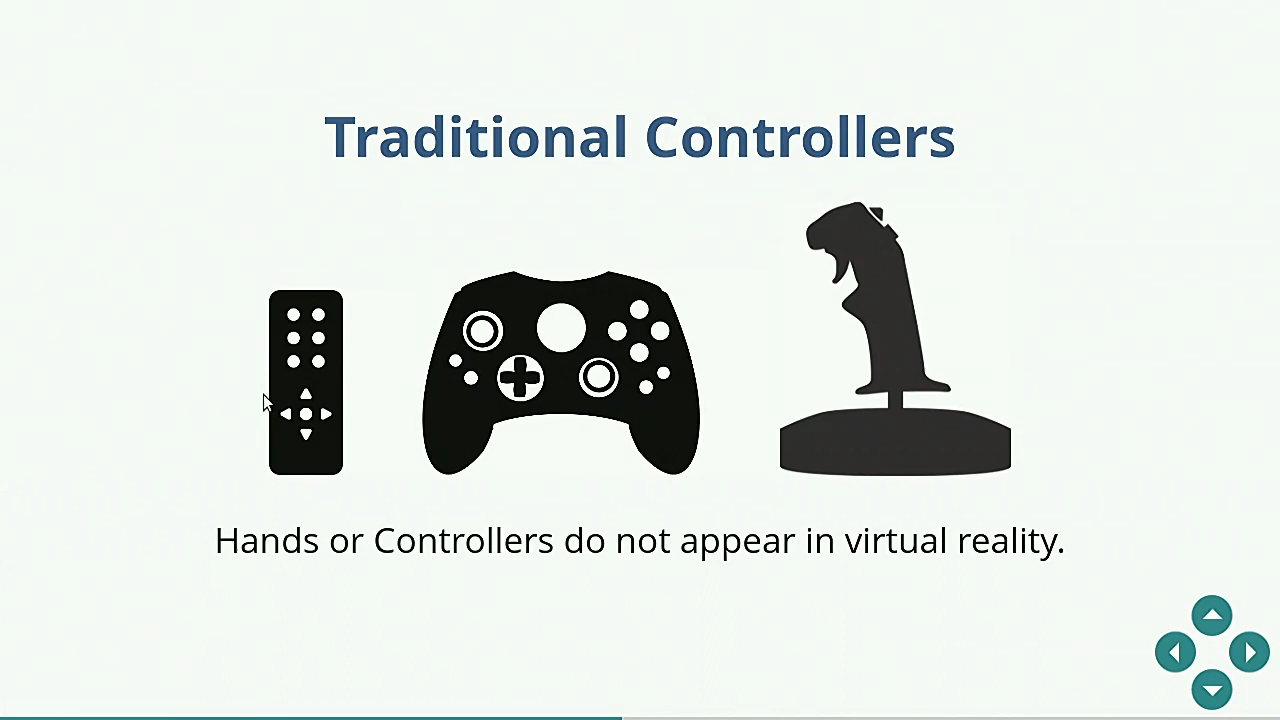 Traditional Controllers
Hands or Controllers do not appear in virtual reality.